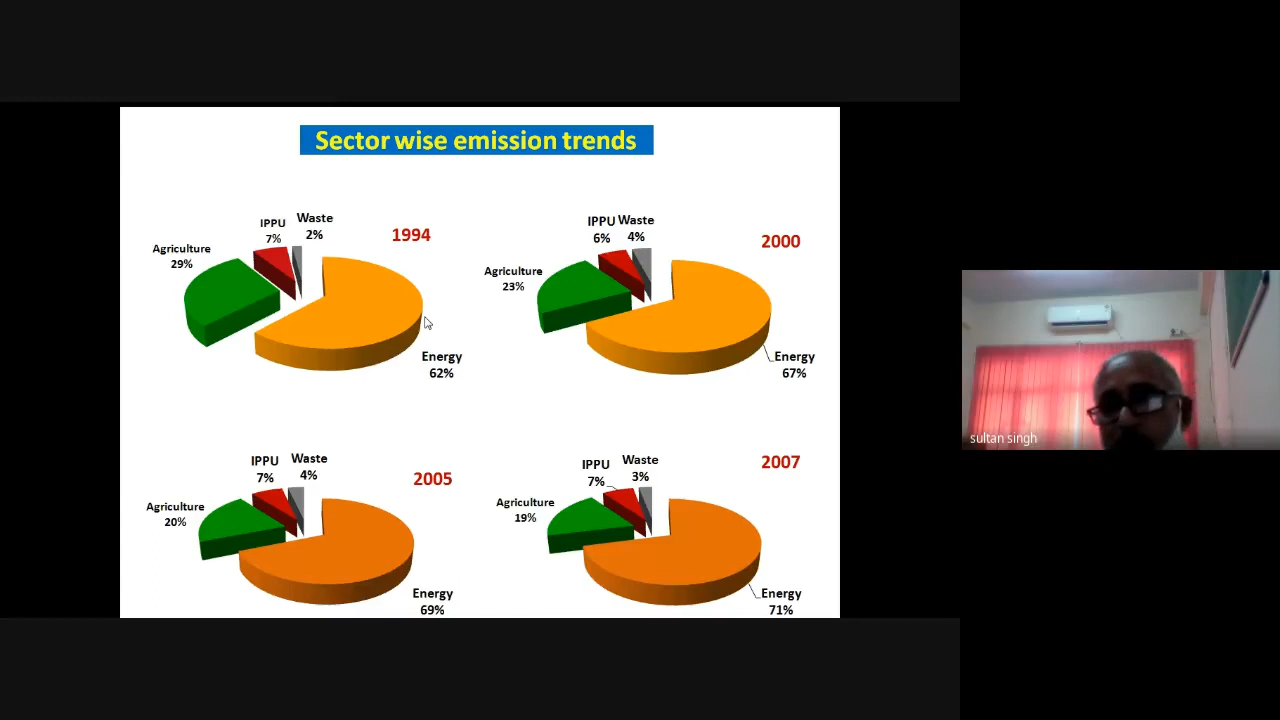 Sector wise emission trends
IPPU
7%
Waste
2%
1994
Agriculture
29%
Energy
62%
IPPU
6%
Waste
4%
2000
Agriculture
23%
Energy
67%
IPPU
7%
Waste
4%
2005
Agriculture
20%
Energy
69%
IPPU
7%
Waste
3%
2007
Agriculture
19%
Energy
71%
sultan singh